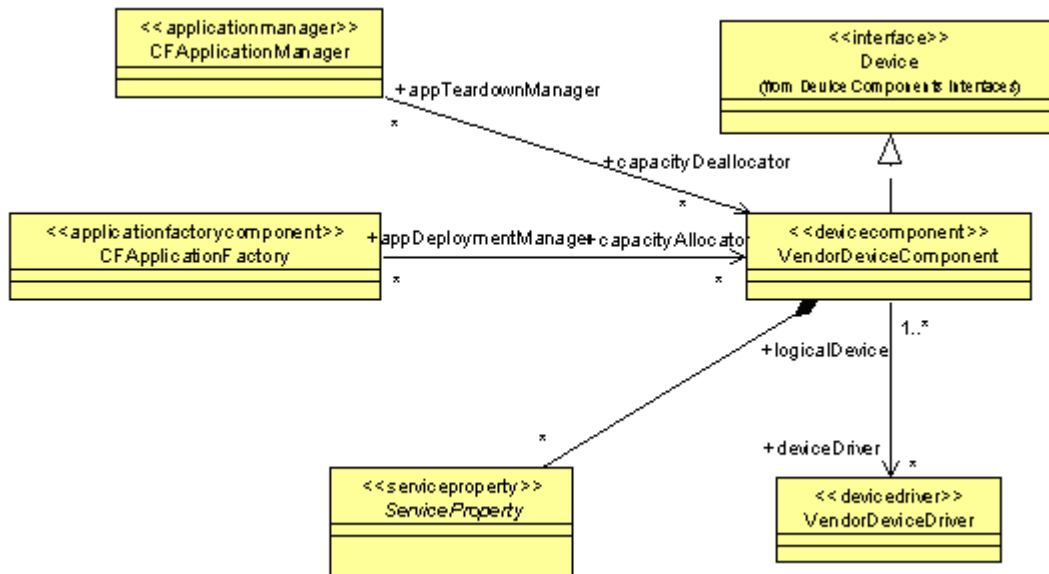 <<applicationmanager>>
CFApplicationManager
<<interface>>
Device
(from Device Components Interfaces)
+appTeardownManager
*
+capacityDeallocator
*
<<applicationfactorycomponent>>
CFApplicationFactory
+appDeploymentManager
+capacityAllocator
*
*
<<devicecomponent>>
VendorDeviceComponent
1..*
+logicalDevice
*
+deviceDriver
*
<<serviceproperty>>
ServiceProperty
<<devicedriver>>
VendorDeviceDriver